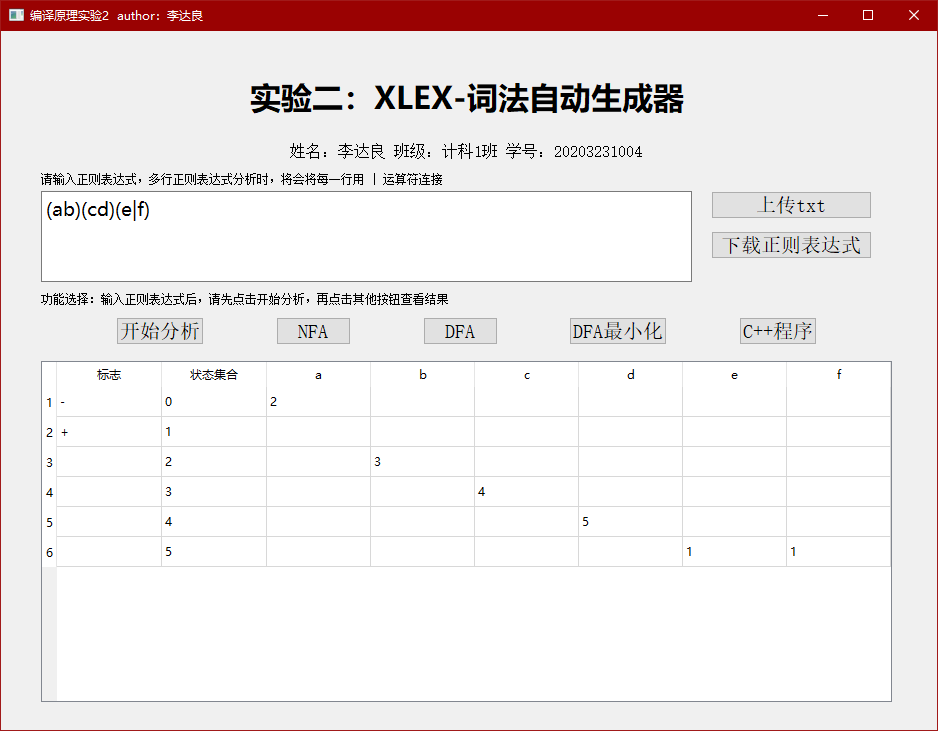 编译原理实验2 author：李达良
实验二：XLEX-词法自动生成器
姓名：李达良 班级：计科1班 学号：20203231004
请输入正则表达式，多行正则表达式分析时，将会将每一行用 | 运算符连接
(ab)(cd)(e|f)
上传txt
下载正则表达式
功能选择：输入正则表达式后，请先点击开始分析，再点击其他按钮查看结果
开始分析 NFA DFA DFA最小化 C++程序
标志 状态集合 a b c d e f
1 - 0 2
2 + 1
3 2 3
4 3 4
5 4 5
6 5 1 1